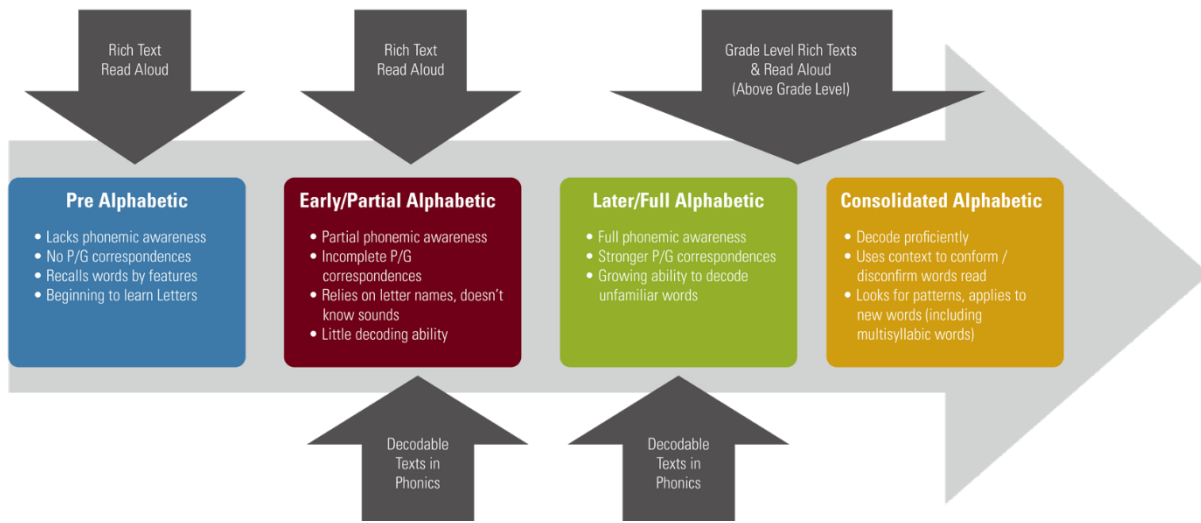 Rich Text
Read Aloud
Rich Text
Read Aloud
Grade Level Rich Texts
& Read Aloud
(Above Grade Level)
Pre Alphabetic
• Lacks phonemic awareness
• No P/G correspondences
• Recalls words by features
• Beginning to learn Letters
Early/Partial Alphabetic
• Partial phonemic awareness
• Incomplete P/G
correspondences
• Relies on letter names, doesn't
know sounds
• Little decoding ability
Later/Full Alphabetic
• Full phonemic awareness
• Stronger P/G correspondences
• Growing ability to decode
unfamiliar words
Consolidated Alphabetic
• Decode proficiently
• Uses context to conform /
disconfirm words read
• Looks for patterns, applies to
new words (including
multisyllabic words)
Decodable
Texts in
Phonics
Decodable
Texts in
Phonics